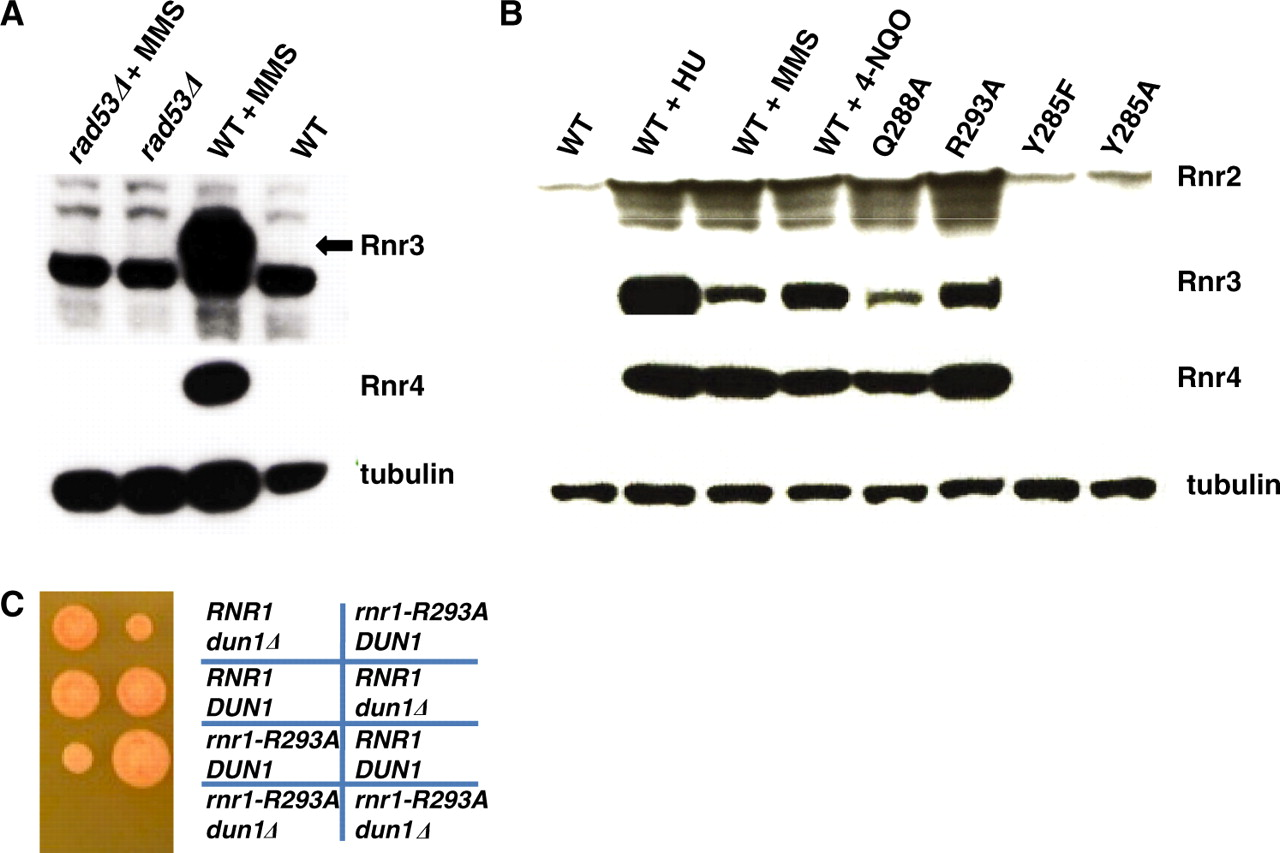 A
rad53Δ+ MMS
rad53Δ
WT + MMS
WT
Rnr3
Rnr4
tubulin
B
WT
WT + HU
WT + MMS
WT + 4-NQO
Q288A
R293A
Y285F
Y285A
Rnr2
Rnr3
Rnr4
tubulin
C
RNR1 rnr1-R293A
dun1Δ DUN1
RNR1 RNR1
DUN1 dun1Δ
rnr1-R293A RNR1
DUN1 DUN1
rnr1-R293A rnr1-R293A
dun1Δ dun1Δ